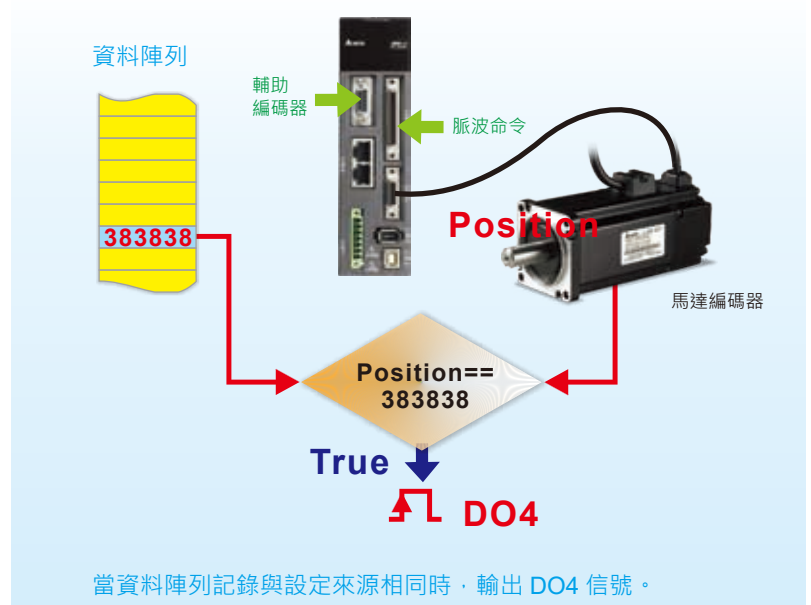 資料陣列
輔助
編碼器
脈波命令
383838
Position
馬達編碼器
Position==
383838
True
DO4
當資料陣列記錄與設定來源相同時，輸出 DO4 信號。